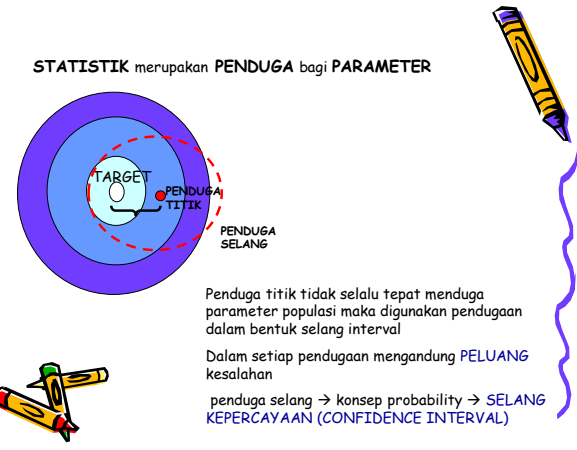 STATISTIK merupakan PENDUGA bagi PARAMETER
TARGET
PENDUGA
TITIK
PENDUGA
SELANG
Penduga titik tidak selalu tepat menduga
parameter populasi maka digunakan pendugaan
dalam bentuk selang interval
Dalam setiap pendugaan mengandung PELUANG
kesalahan
penduga selang → konsep probability → SELANG
KEPERCAYAAN (CONFIDENCE INTERVAL)